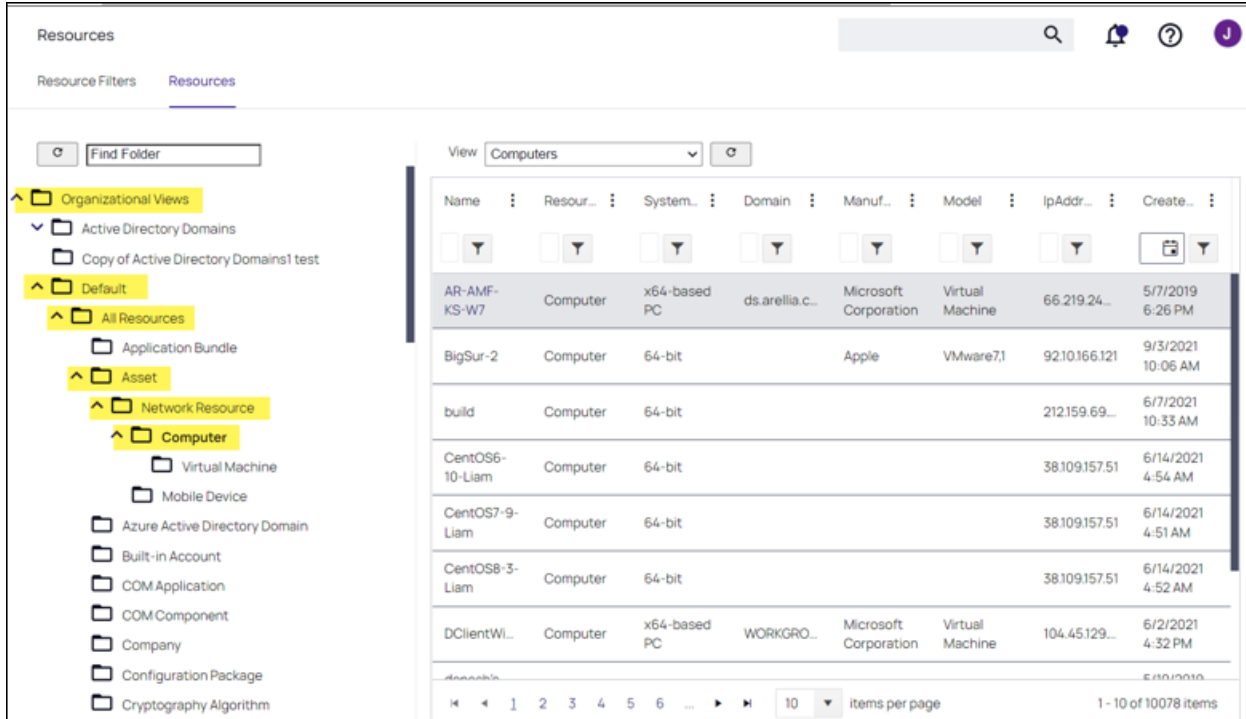 Resources
J
Resource Filters
Resources
Find Folder
Organizational Views
Active Directory Domains
Copy of Active Directory Domains1 test
Default
All Resources
Application Bundle
Asset
Network Resource
Computer
Virtual Machine
Mobile Device
Azure Active Directory Domain
Built-in Account
COM Application
COM Component
Company
Configuration Package
Cryptography Algorithm
View Computers
Name Resour... System... Domain Manuf... Model IpAddr... Create...
AR-AMF-
KS-W7 Computer x64-based
PC ds.arellia.c... Microsoft
Corporation Virtual
Machine 66.219.24... 5/7/2019
6:26 PM
BigSur-2 Computer 64-bit Apple VMware7,1 92.10.166.121 9/3/2021
10:06 AM
build Computer 64-bit 212.159.69... 6/7/2021
10:33 AM
CentOS6-
10-Liam Computer 64-bit 38.109.157.51 6/14/2021
4:54 AM
CentOS7-9-
Liam Computer 64-bit 38.109.157.51 6/14/2021
4:51 AM
CentOS8-3-
Liam Computer 64-bit 38.109.157.51 6/14/2021
4:52 AM
DClientWi... Computer x64-based
PC WORKGRO... Microsoft
Corporation Virtual
Machine 104.45.129... 6/2/2021
4:32 PM
1 2 3 4 5 6 ... 10 items per page 1 - 10 of 10078 items